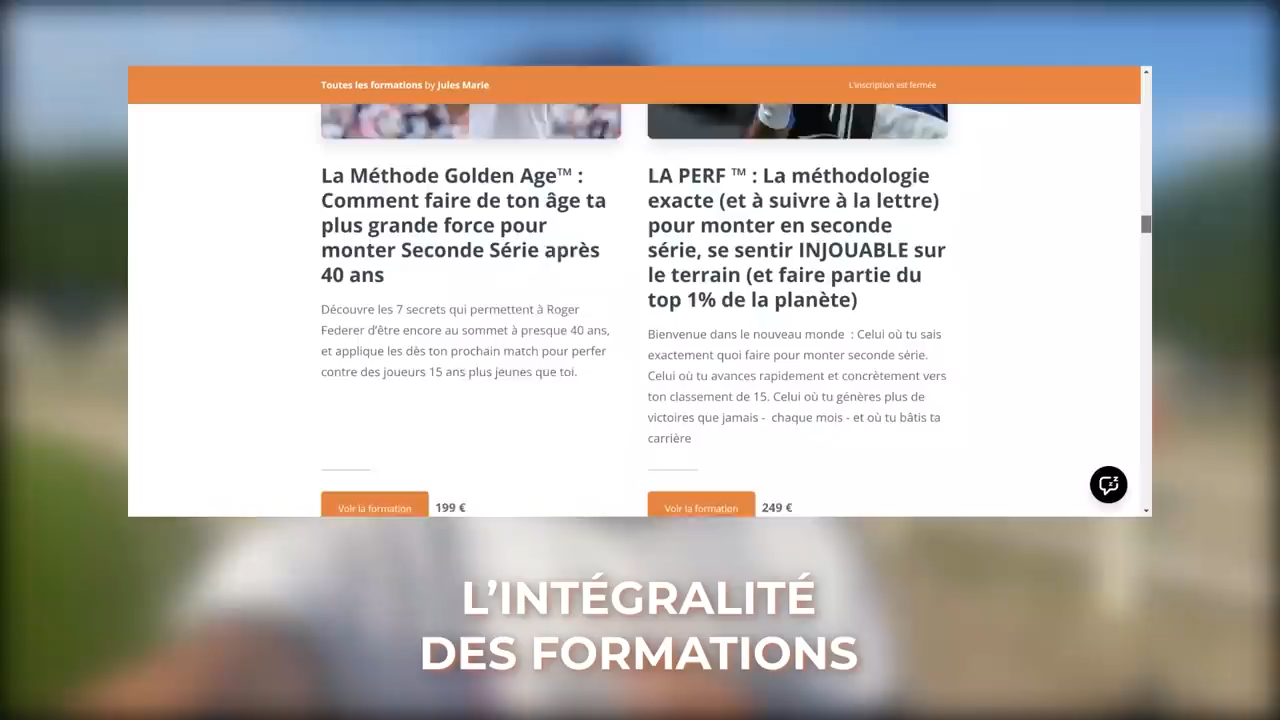 Toutes les formations by Jules Marie
L'inscription est fermée
La Méthode Golden Age™ :
Comment faire de ton âge ta
plus grande force pour
monter Seconde Série après
40 ans
Découvre les 7 secrets qui permettent à Roger
Federer d'être encore au sommet à presque 40 ans,
et applique les dès ton prochain match pour perfer
contre des joueurs 15 ans plus jeunes que toi.
Voir la formation 199 €
LA PERF ™ : La méthodologie
exacte (et à suivre à la lettre)
pour monter en seconde
série, se sentir INJOUABLE sur
le terrain (et faire partie du
top 1% de la planète)
Bienvenue dans le nouveau monde : Celui où tu sais
exactement quoi faire pour monter seconde série.
Celui où tu avances rapidement et concrètement vers
ton classement de 15. Celui où tu génères plus de
victoires que jamais - chaque mois - et où tu bâtis ta
carrière
Voir la formation 249 €
L'INTÉGRALITÉ
DES FORMATIONS